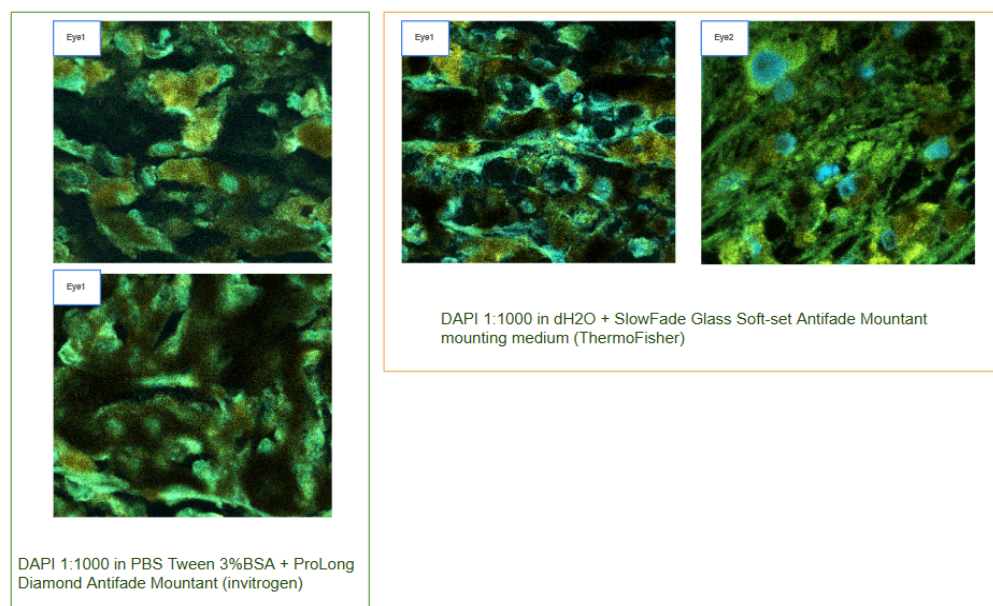 Eye1
Eye1
Eye2
Eye1
DAPI 1:1000 in dH2O + SlowFade Glass Soft-set Antifade Mountant
mounting medium (ThermoFisher)
DAPI 1:1000 in PBS Tween 3%BSA + ProLong
Diamond Antifade Mountant (invitrogen)